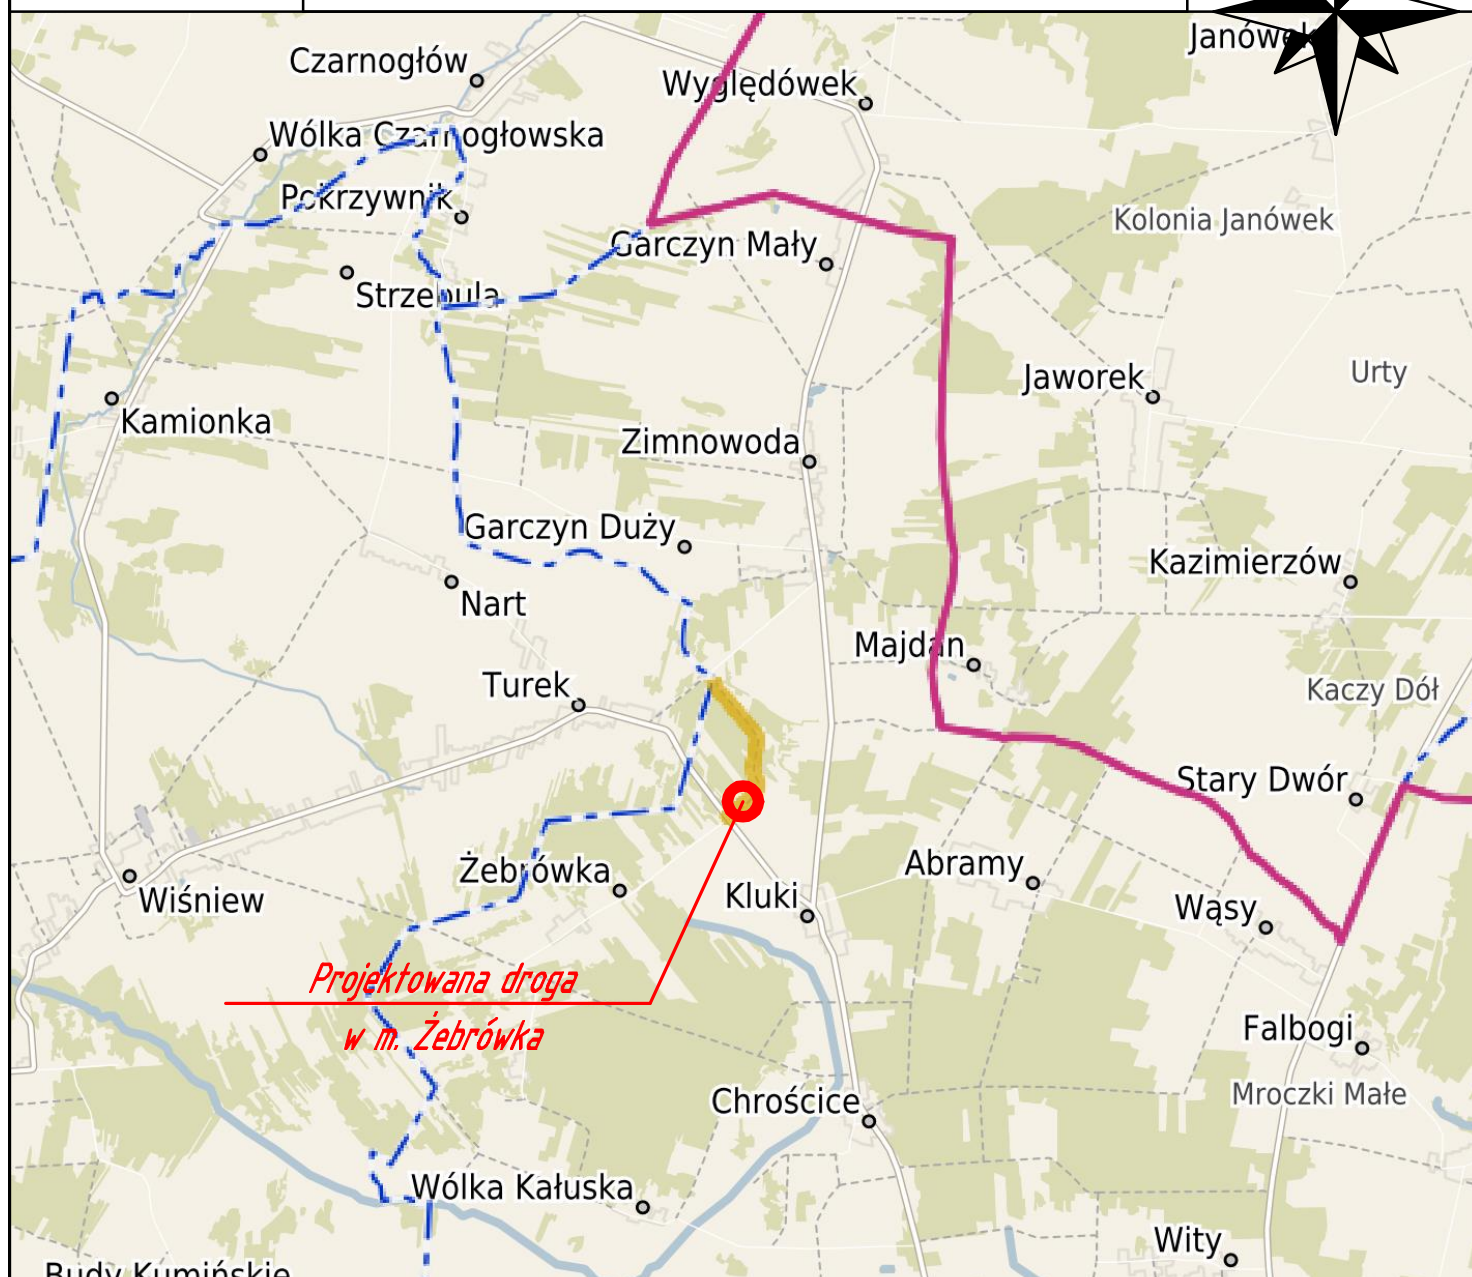 Janówek
Czarnogłów
Wyględówek
Wólka Czarnogłowska
Pokrzywnik
Kolonia Janówek
Garczyn Mały
Strzebula
Jaworek
Urty
Kamionka
Zimnowoda
Garczyn Duży
Kazimierzów
Nart
Majdan
Turek
Kaczy Dół
Stary Dwór
Żebrówka
Abramy
Wiśniew
Kluki
Wąsy
Projektowana droga
w m. Żebrówka
Falbogi
Chrościce
Mroczki Małe
Wólka Kałuska
Wity
Budy Kumińskie